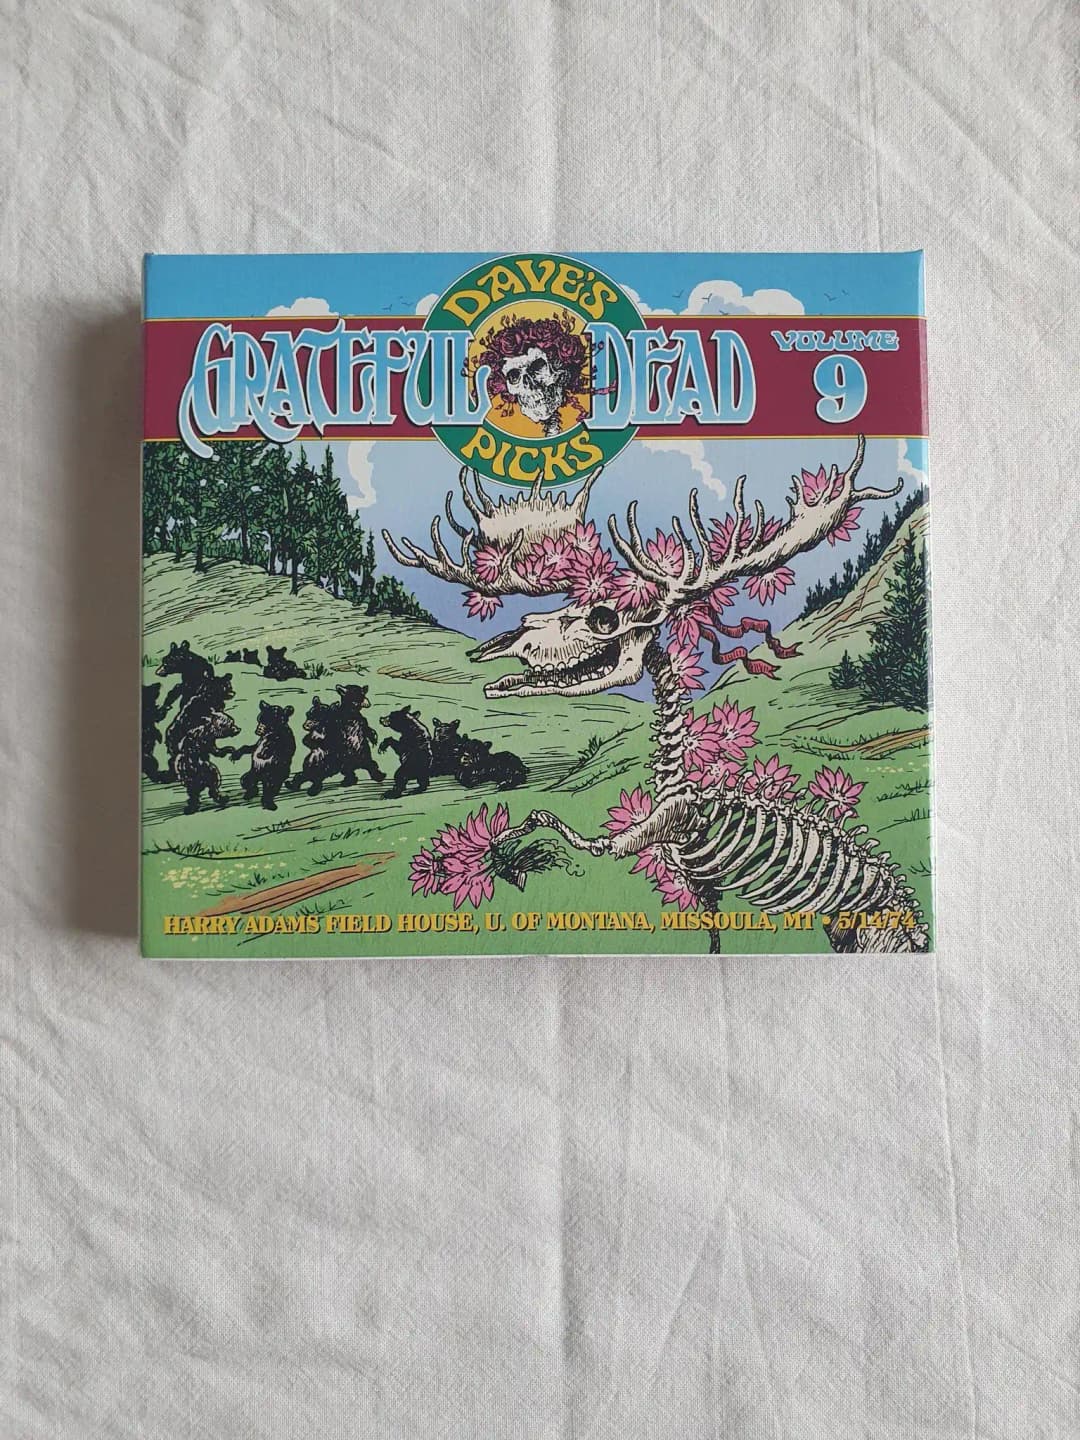 DAVE'S
GRATEFUL DEAD
VOLUME
9
PICKS
HARRY ADAMS FIELD HOUSE, U. OF MONTANA, MISSOULA, MT • 5/14/74